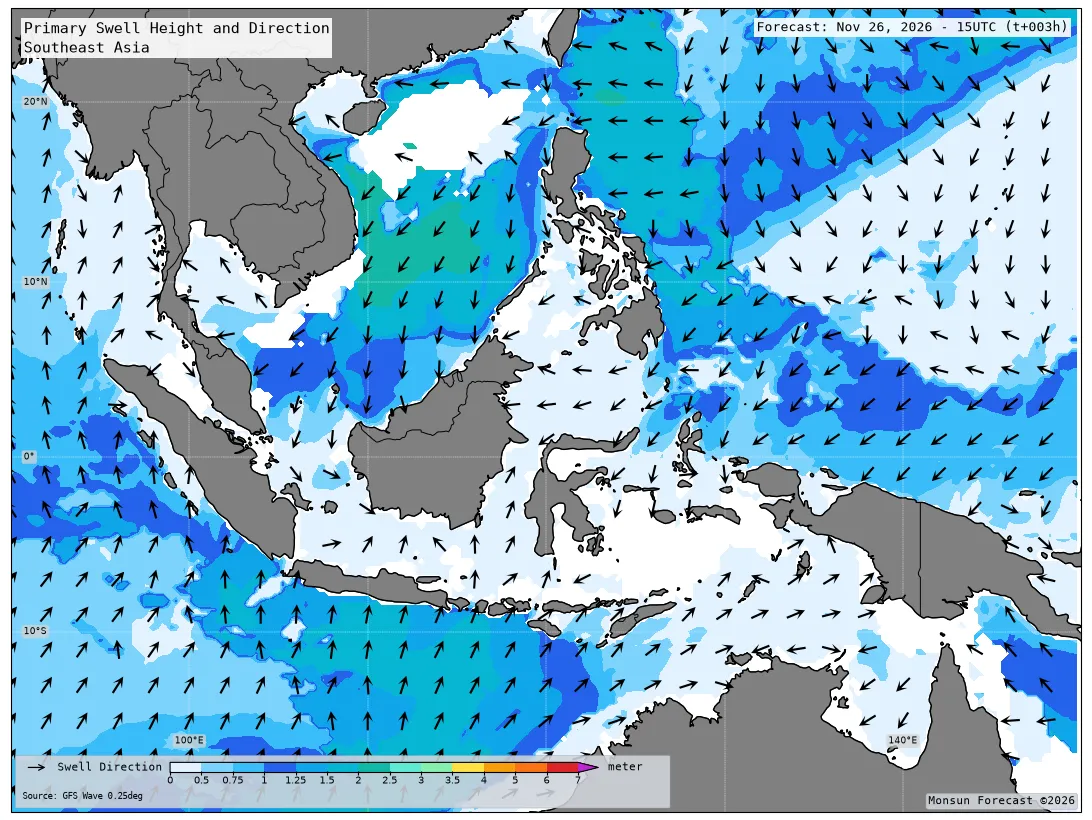 Primary Swell Height and Direction
Southeast Asia
Forecast: Nov 26, 2026 - 15UTC (t+003h)
20°N
10°N
0°
10°S
100°E
140°E
Swell Direction
meter
0 0.5 0.75 1 1.25 1.5 2 2.5 3 3.5 4 5 6 7
Source: GFS Wave 0.25deg
Monsun Forecast ©2026